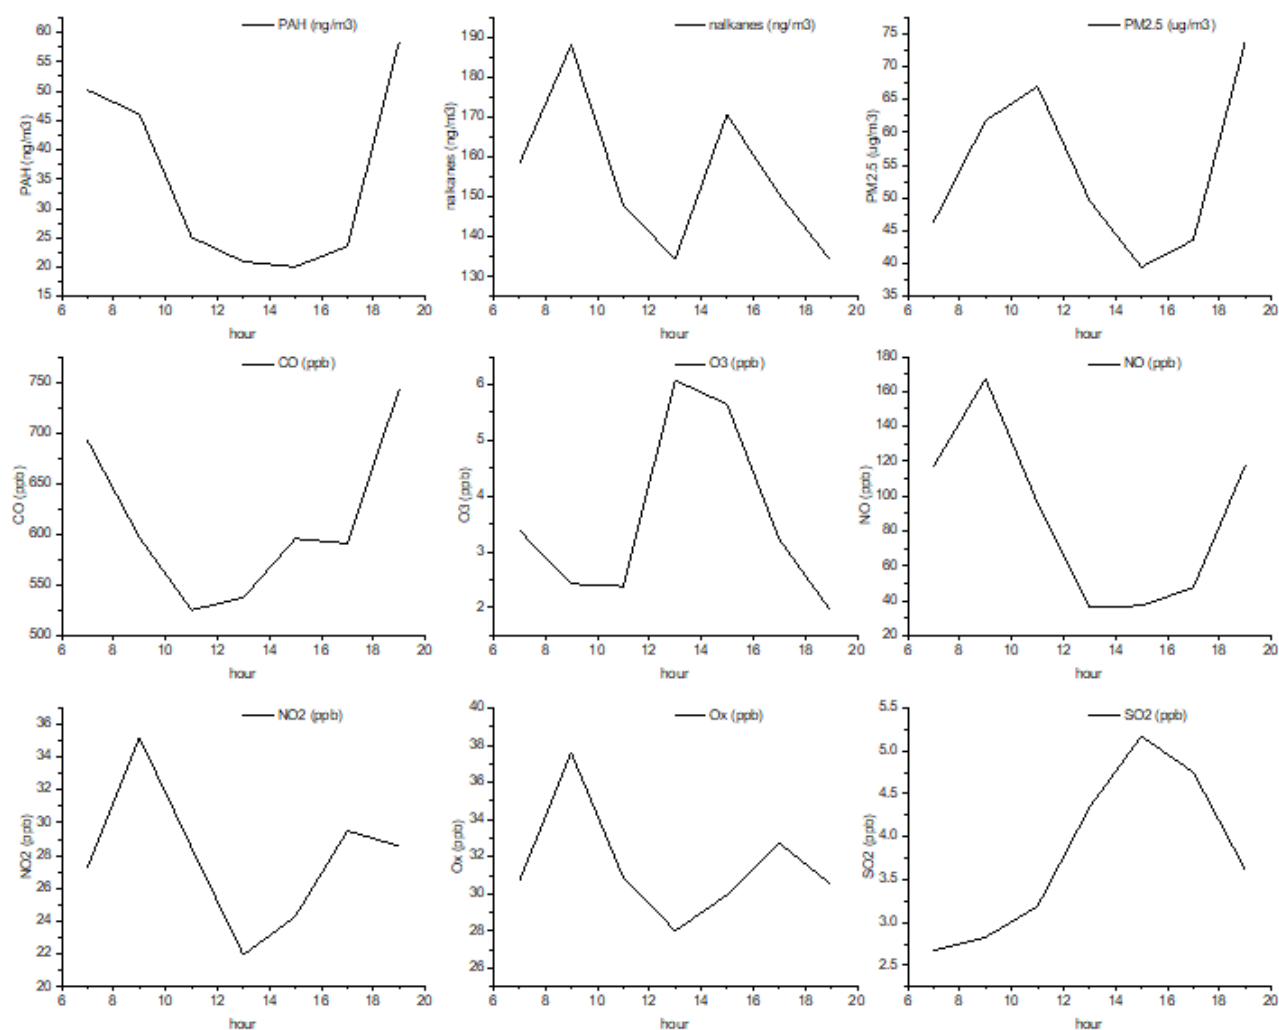 PAH (ng/m3)
60
55
50
45
40
35
30
25
20
15
PAH (ng/m3)
6 8 10 12 14 16 18 20
hour
nalkanes (ng/m3)
190
180
170
160
150
140
130
nalkanes (ng/m3)
6 8 10 12 14 16 18 20
hour
PM2.5 (ug/m3)
75
70
65
60
55
50
45
40
35
PM2.5 (ug/m3)
6 8 10 12 14 16 18 20
hour
CO (ppb)
750
700
650
600
550
500
CO (ppb)
6 8 10 12 14 16 18 20
hour
O3 (ppb)
6
5
4
3
2
O3 (ppb)
6 8 10 12 14 16 18 20
hour
NO (ppb)
180
160
140
120
100
80
60
40
20
NO (ppb)
6 8 10 12 14 16 18 20
hour
NO2 (ppb)
36
34
32
30
28
26
24
22
20
NO2 (ppb)
6 8 10 12 14 16 18 20
hour
Ox (ppb)
40
38
36
34
32
30
28
26
Ox (ppb)
6 8 10 12 14 16 18 20
hour
SO2 (ppb)
5.5
5.0
4.5
4.0
3.5
3.0
2.5
SO2 (ppb)
6 8 10 12 14 16 18 20
hour